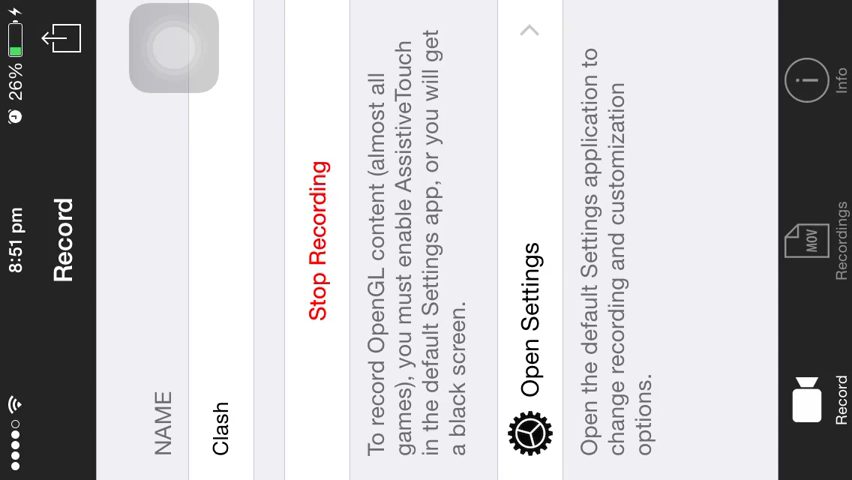 8:51 pm
26%
Record
NAME
Clash
Stop Recording
To record OpenGL content (almost all
games), you must enable AssistiveTouch
in the default Settings app, or you will get
a black screen.
Open Settings
Open the default Settings application to
change recording and customization
options.
Record
MOV
Recordings
Info